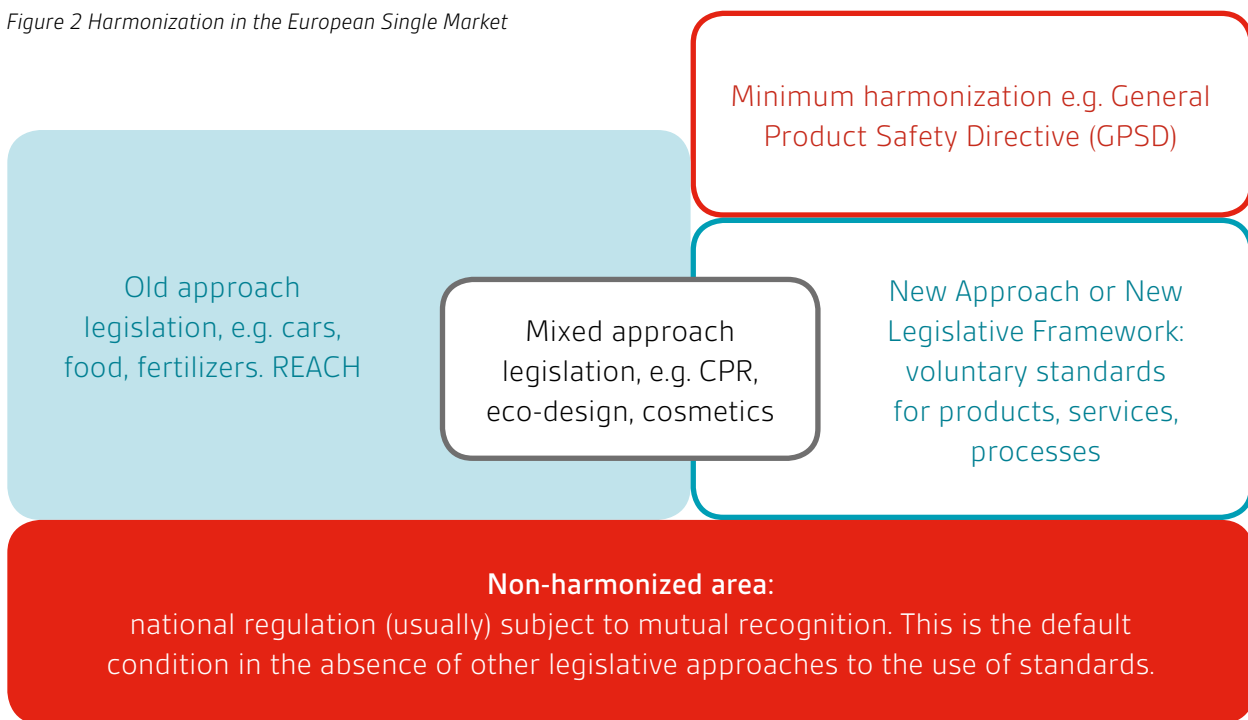 Figure 2 Harmonization in the European Single Market
Minimum harmonization e.g. General
Product Safety Directive (GPSD)
Old approach
legislation, e.g. cars,
food, fertilizers. REACH
Mixed approach
legislation, e.g. CPR,
eco-design, cosmetics
New Approach or New
Legislative Framework:
voluntary standards
for products, services,
processes
Non-harmonized area:
national regulation (usually) subject to mutual recognition. This is the default
condition in the absence of other legislative approaches to the use of standards.